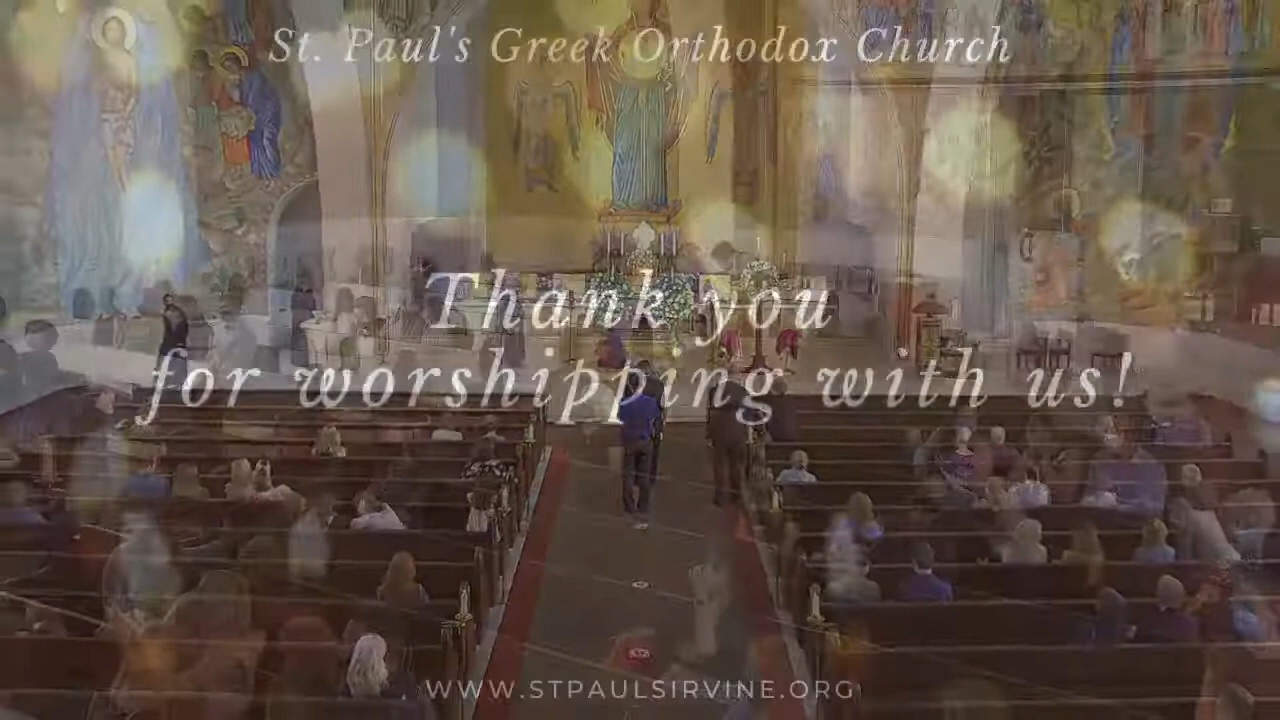 St. Paul's Greek Orthodox Church
Thank you
for worshipping with us!
WWW.STPAULSIRVINE.ORG